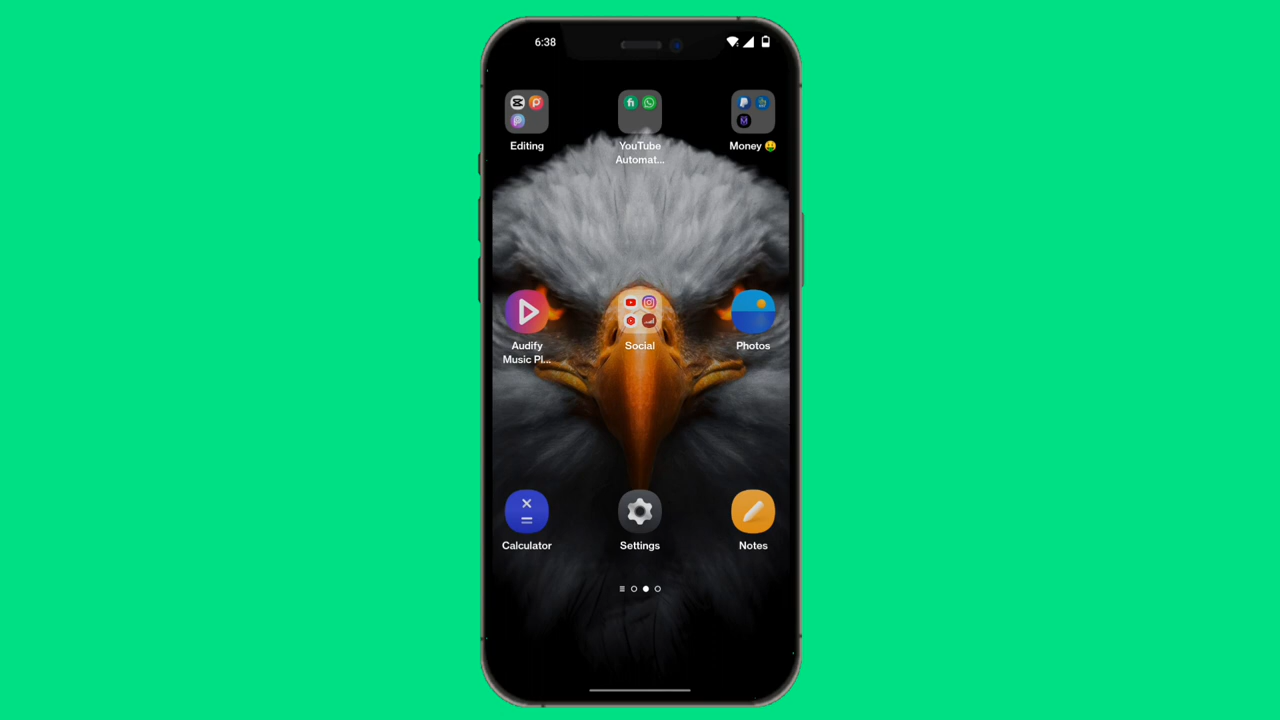 6:38
Editing
YouTube
Automat...
Money 🤑
Audify
Music Pl...
Social
Photos
Calculator
Settings
Notes